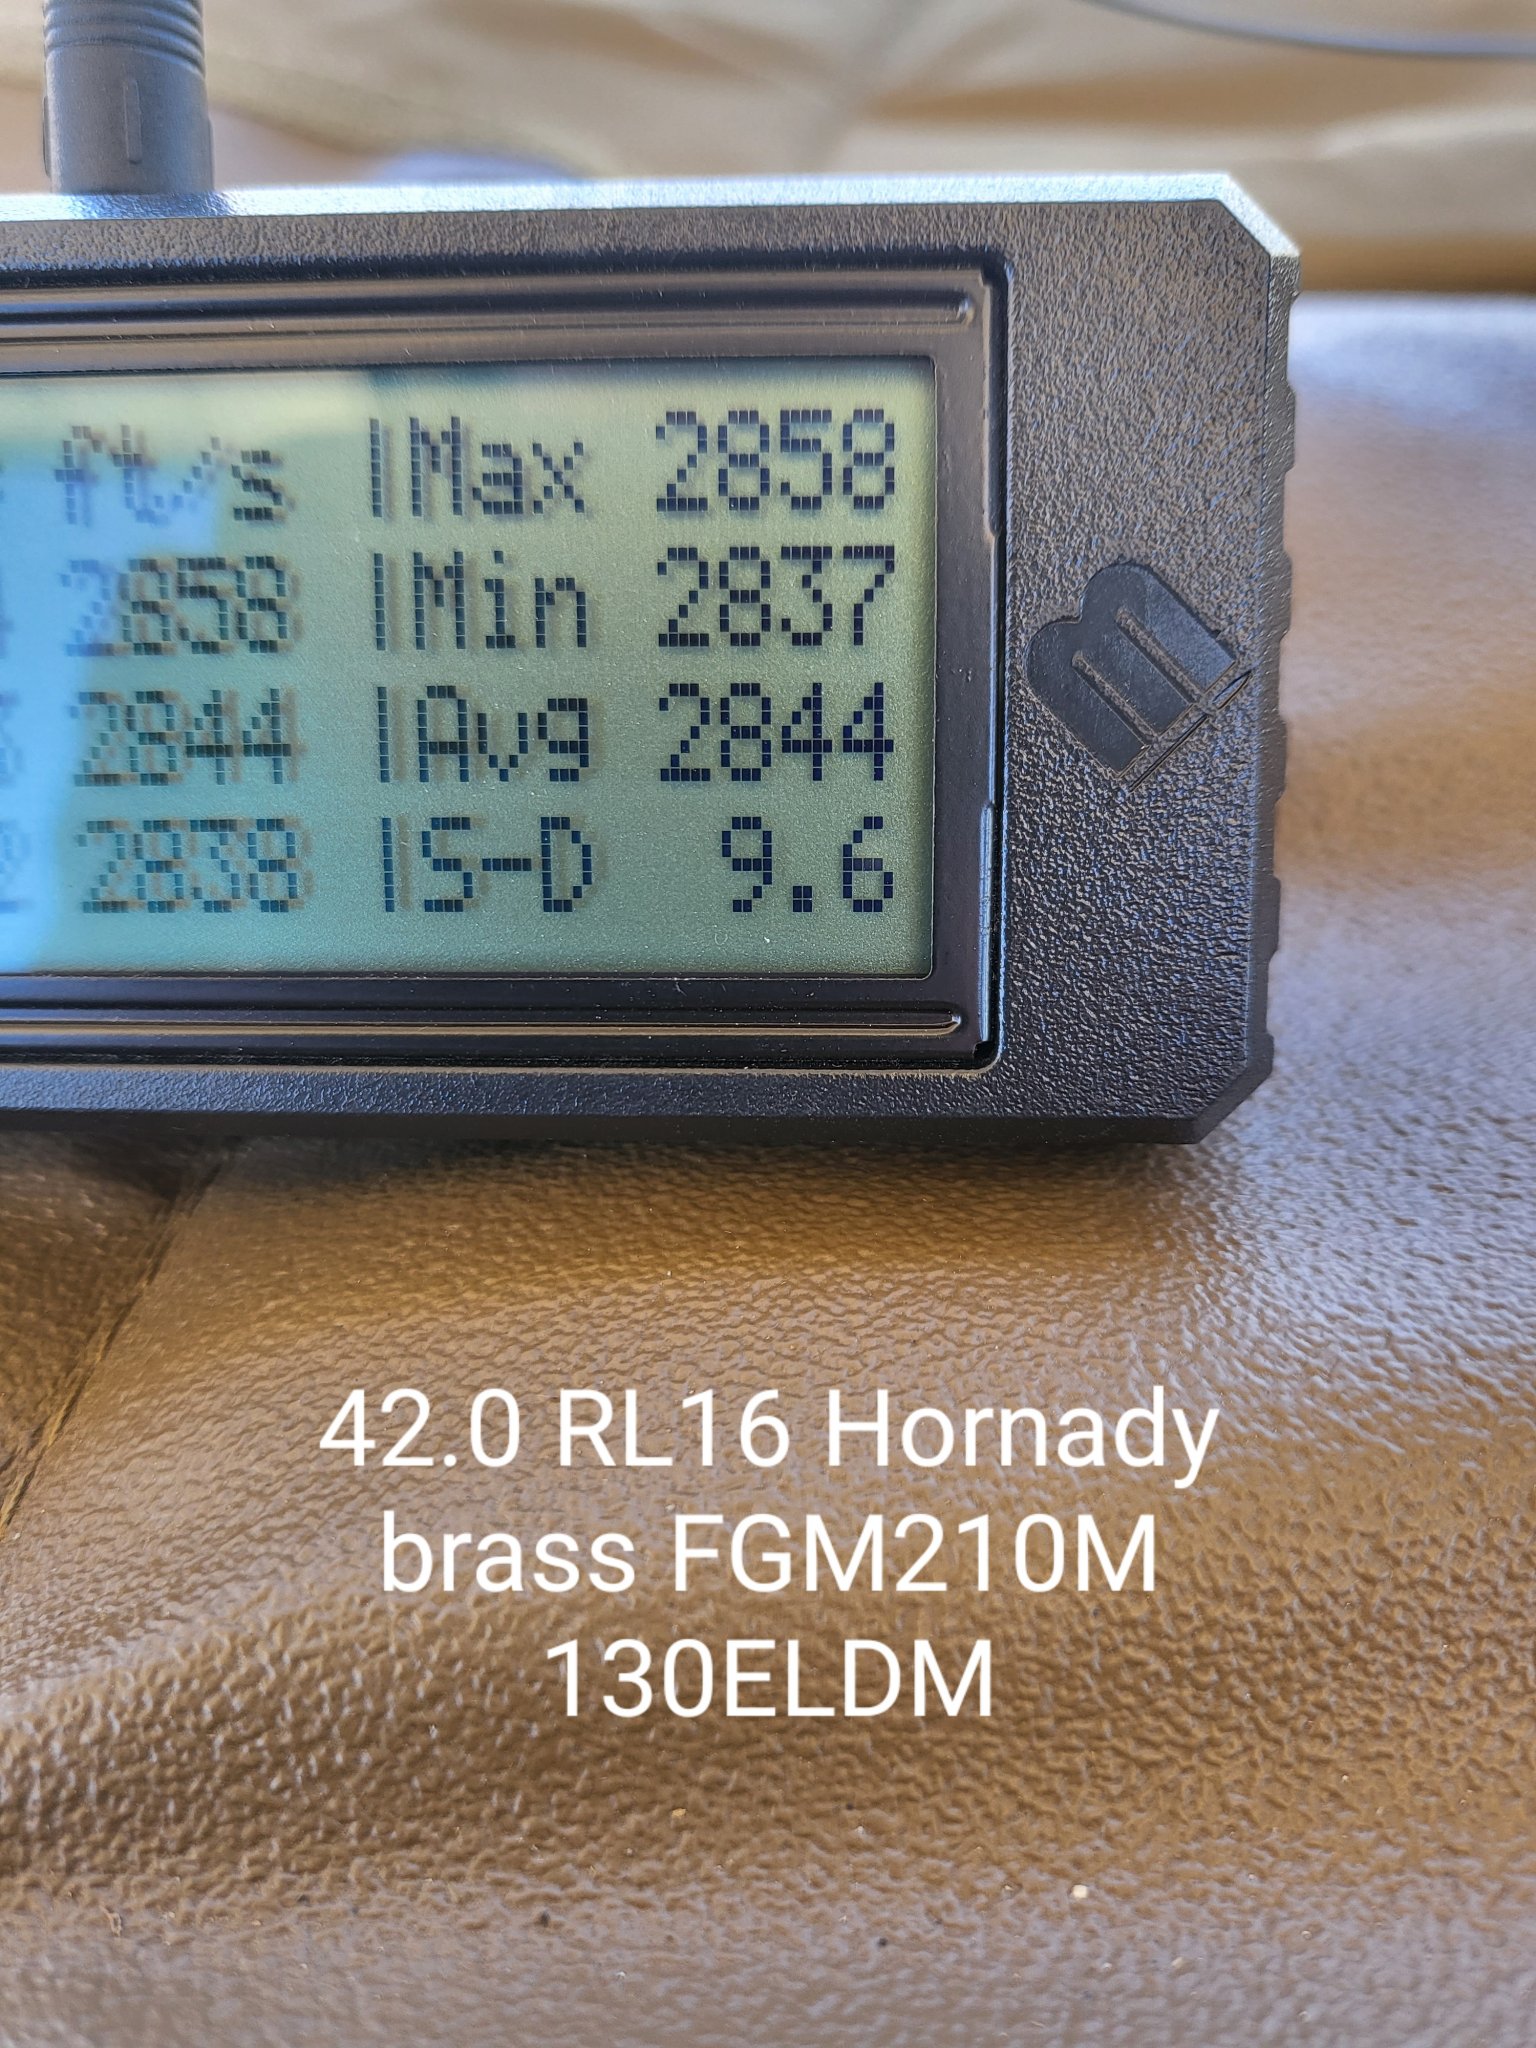 ft/s |Max 2858
2858 |Min 2837
2844 |Avg 2844
2838 |S-D 9.6
42.0 RL16 Hornady
brass FGM210M
130ELDM